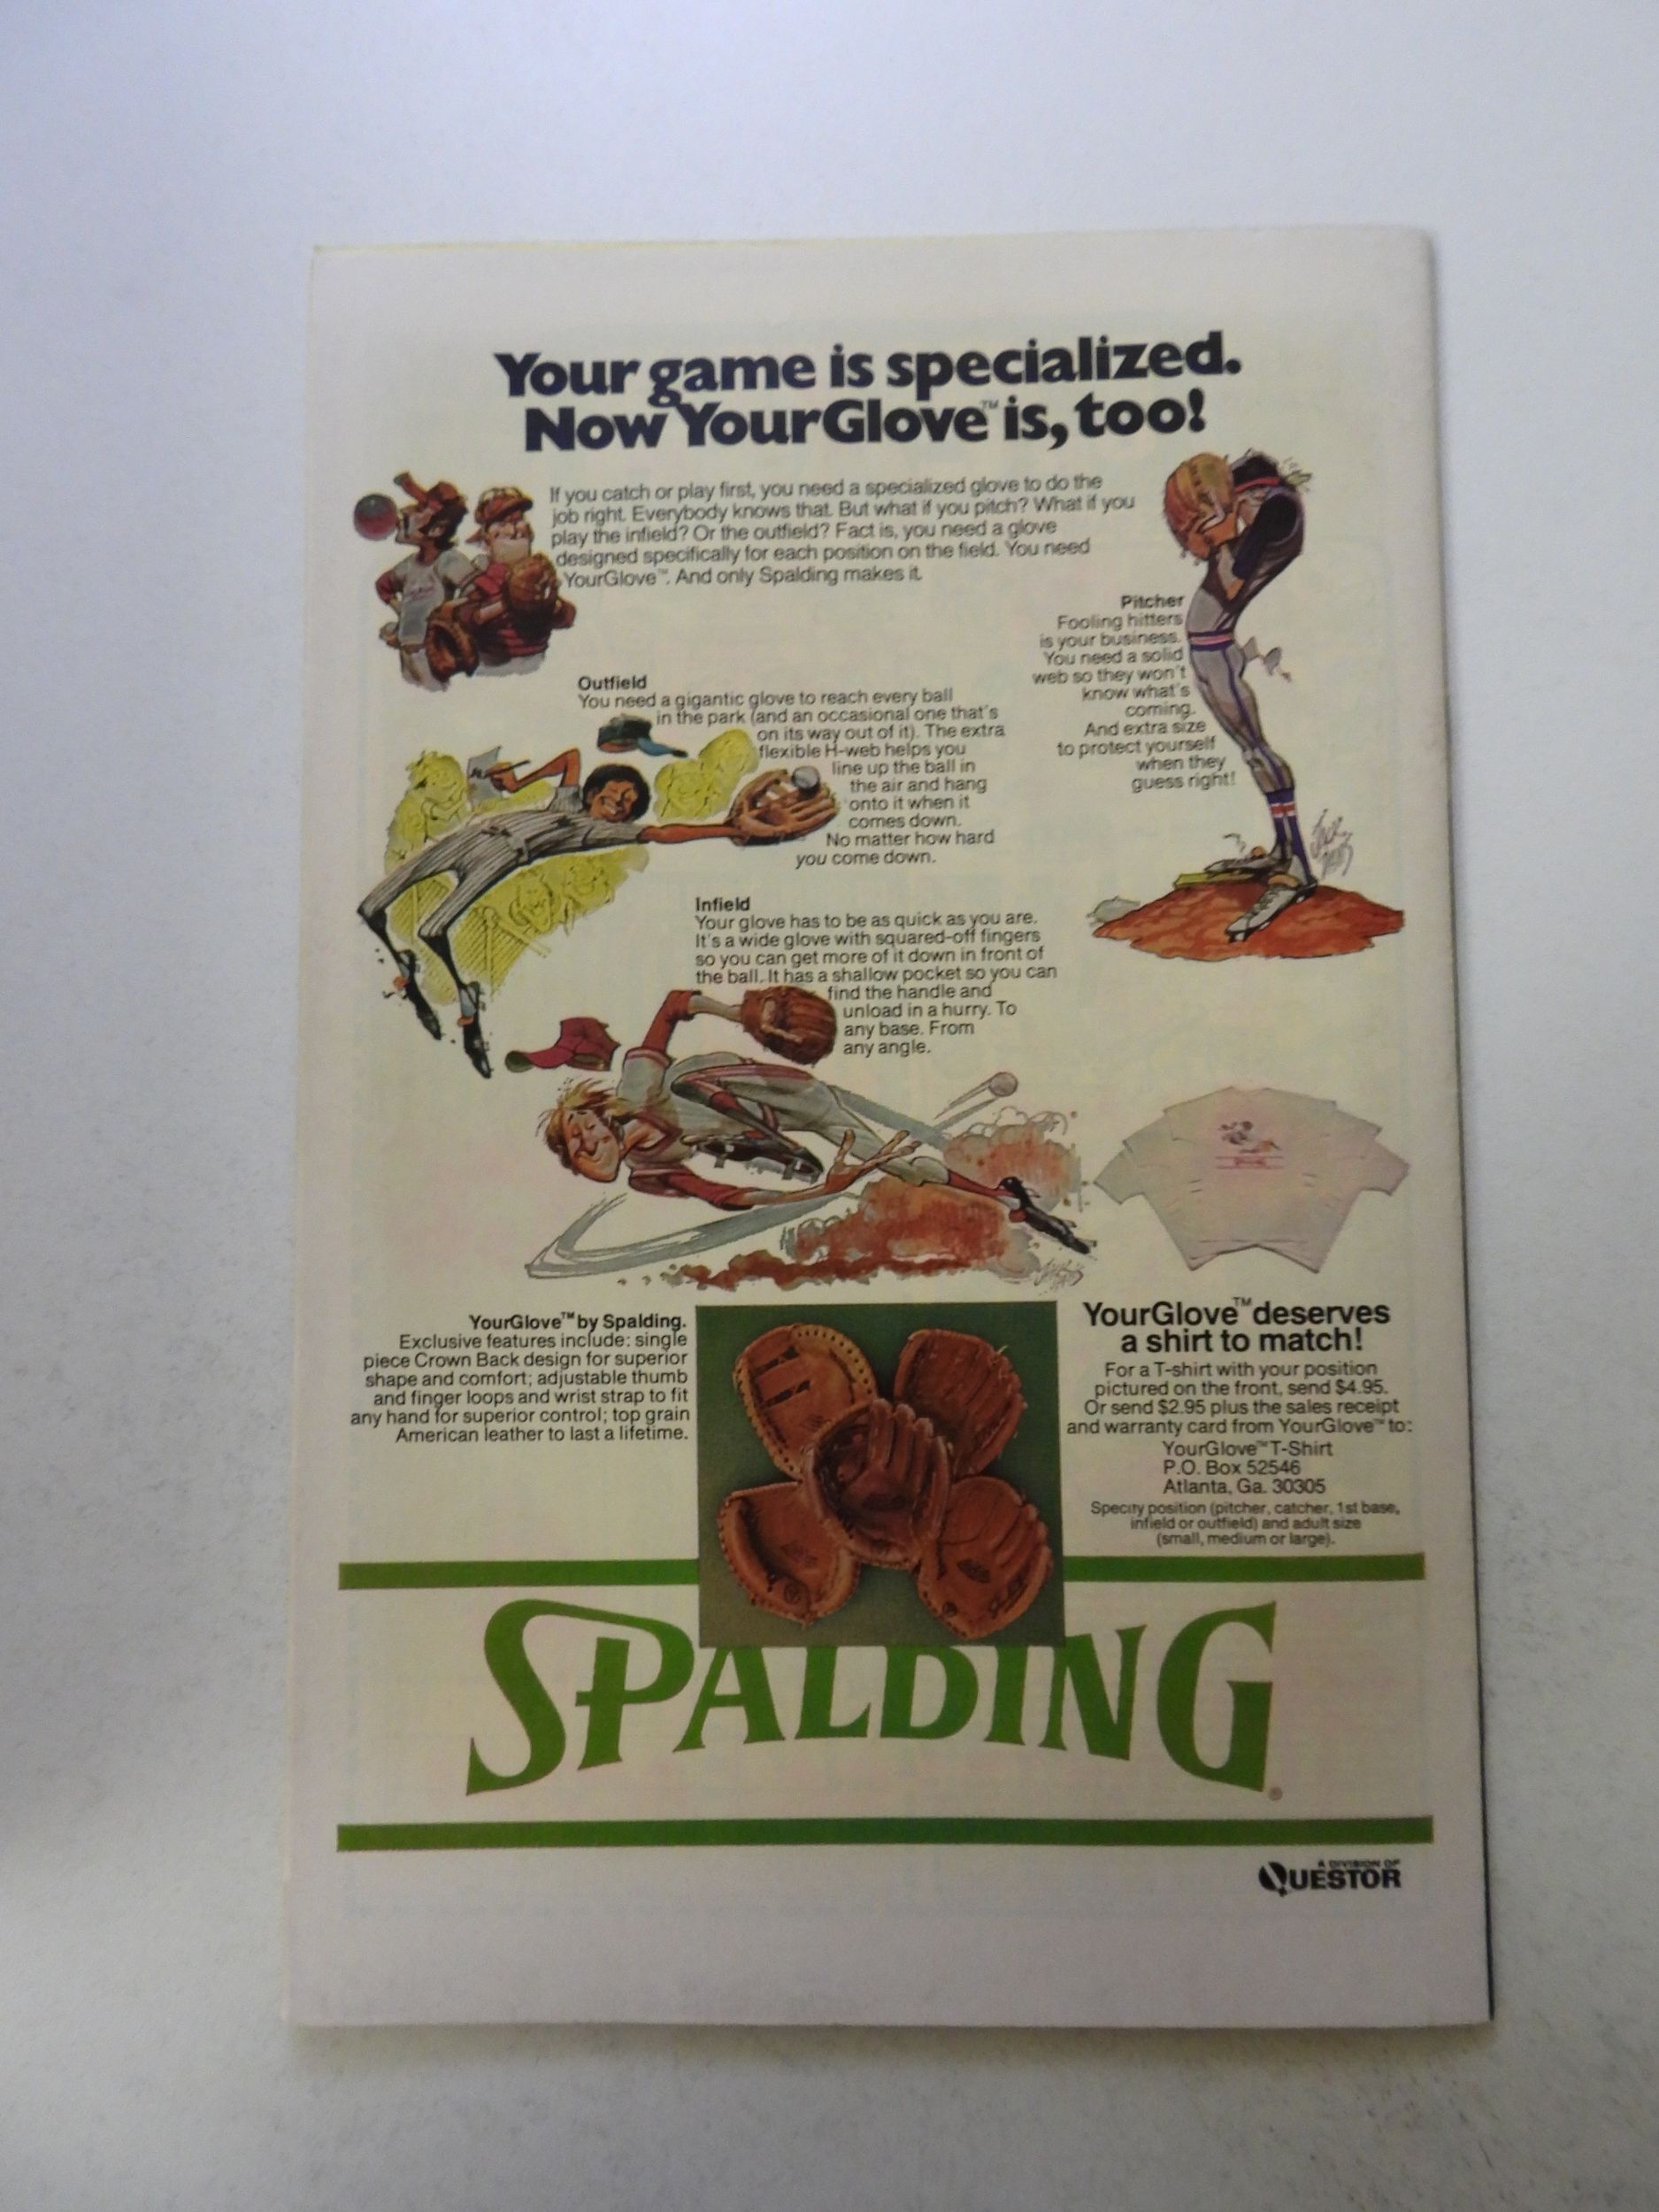 Your game is specialized.
Now YourGlove™ is, too!
If you catch or play first, you need a specialized glove to do the
job right. Everybody knows that. But what if you pitch? What if you
play the infield? Or the outfield? Fact is, you need a glove
designed specifically for each position on the field. You need
YourGlove™. And only Spalding makes it.
Pitcher
Fooling hitters
is your business.
You need a solid
web so they won't
know what's
coming.
And extra size
to protect yourself
when they
guess right!
Outfield
You need a gigantic glove to reach every ball
in the park (and an occasional one that's
on its way out of it). The extra
flexible H-web helps you
line up the ball in
the air and hang
onto it when it
comes down.
No matter how hard
you come down.
Infield
Your glove has to be as quick as you are.
It's a wide glove with squared-off fingers
so you can get more of it down in front of
the ball. It has a shallow pocket so you can
find the handle and
unload in a hurry. To
any base. From
any angle.
YourGlove™ by Spalding.
Exclusive features include: single
piece Crown Back design for superior
shape and comfort; adjustable thumb
and finger loops and wrist strap to fit
any hand for superior control; top grain
American leather to last a lifetime.
YourGlove™ deserves
a shirt to match!
For a T-shirt with your position
pictured on the front, send $4.95.
Or send $2.95 plus the sales receipt
and warranty card from YourGlove™ to:
YourGlove™ T-Shirt
P.O. Box 52546
Atlanta, Ga. 30305
Specify position (pitcher, catcher, 1st base,
infield or outfield) and adult size
(small, medium or large).
SPALDING®
A DIVISION OF
QUESTOR